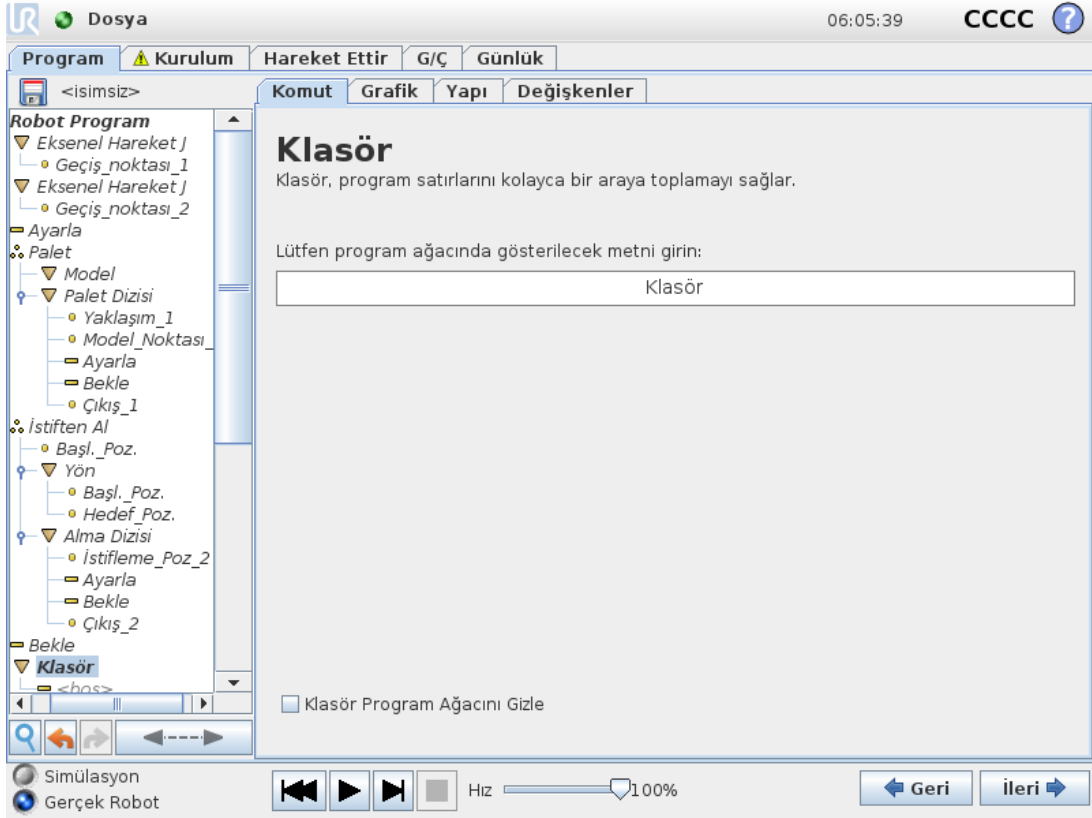 UR Dosya 06:05:39 CCCC ?
Program Kurulum Hareket Ettir G/Ç Günlük
<isimsiz> Komut Grafik Yapı Değişkenler
Robot Program
Eksenel Hareket J
Geçiş_noktası_1
Eksenel Hareket J
Geçiş_noktası_2
Ayarla
Palet
Model
Palet Dizisi
Yaklaşım_1
Model_Noktası_
Ayarla
Bekle
Çıkış_1
İstiften Al
Başl._Poz.
Yön
Başl._Poz.
Hedef_Poz.
Alma Dizisi
İstifleme_Poz_2
Ayarla
Bekle
Çıkış_2
Bekle
Klasör
<boş>
Klasör
Klasör, program satırlarını kolayca bir araya toplamayı sağlar.
Lütfen program ağacında gösterilecek metni girin:
Klasör
Klasör Program Ağacını Gizle
Simülasyon
Gerçek Robot
Hız 100%
Geri İleri